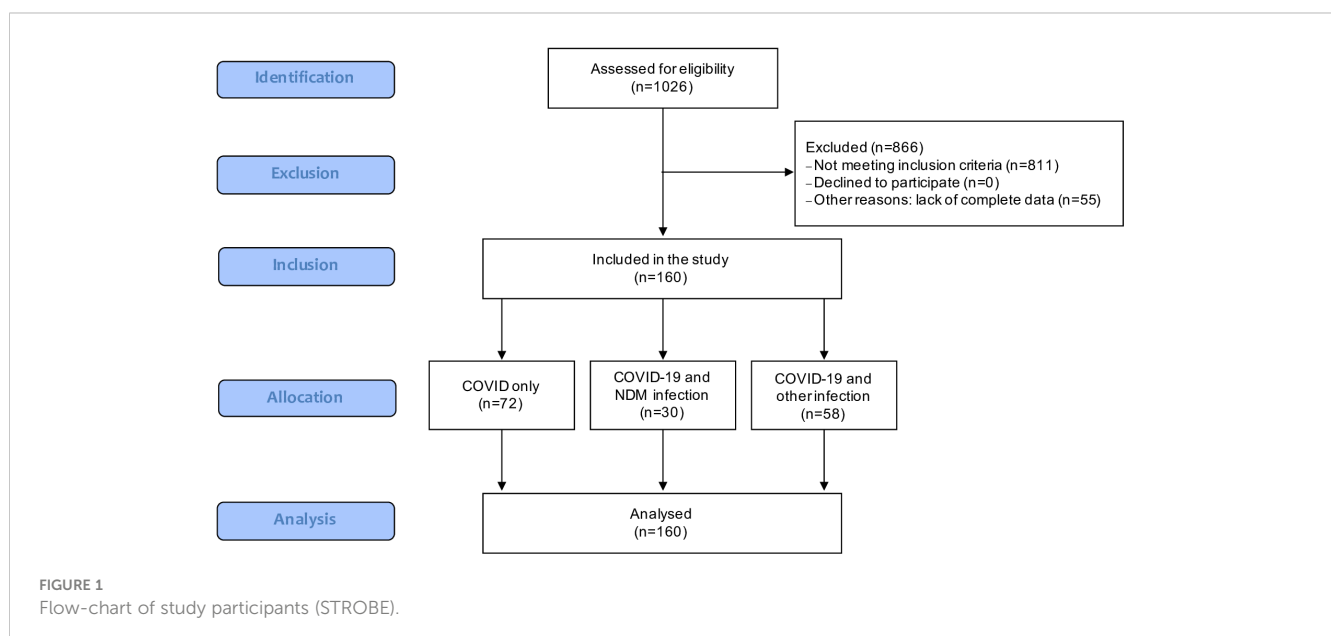 Identification
Assessed for eligibility
(n=1026)
Exclusion
Excluded (n=866)
–Not meeting inclusion criteria (n=811)
–Declined to participate (n=0)
–Other reasons: lack of complete data (n=55)
Inclusion
Included in the study
(n=160)
Allocation
COVID only
(n=72)
COVID-19 and
NDM infection
(n=30)
COVID-19 and
other infection
(n=58)
Analysis
Analysed
(n=160)
FIGURE 1
Flow-chart of study participants (STROBE).